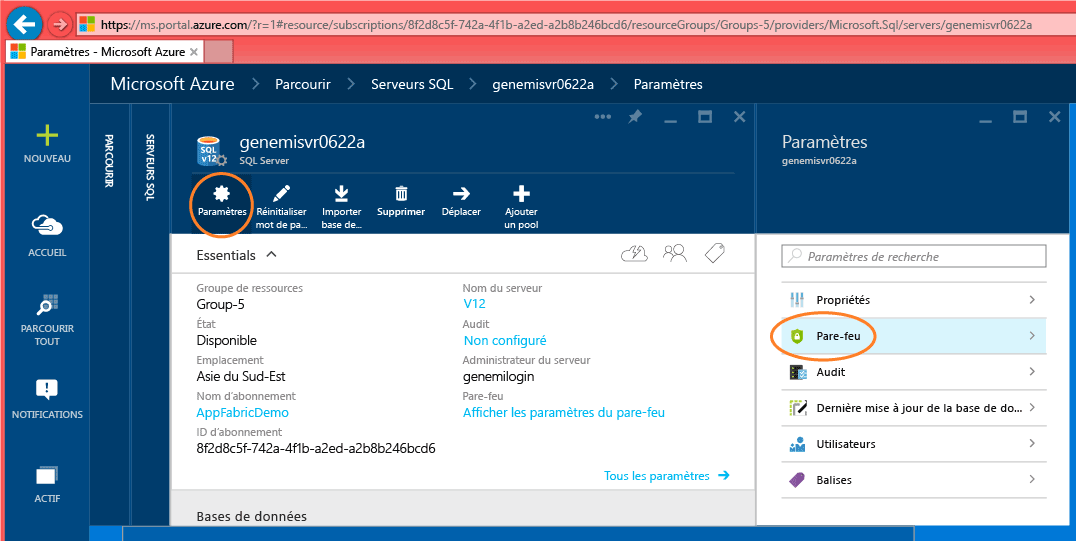 https://ms.portal.azure.com/?r=1#resource/subscriptions/8f2d8c5f-742a-4f1b-a2ed-a2b8b246bcd6/resourceGroups/Groups-5/providers/Microsoft.Sql/servers/genemisvr0622a
Paramètres - Microsoft Azure ×
Microsoft Azure > Parcourir > Serveurs SQL > genemisvr0622a > Paramètres
NOUVEAU
ACCUEIL
PARCOURIR
TOUT
NOTIFICATIONS
ACTIF
PARCOURIR
SERVEURS SQL
SQL
v12
genemisvr0622a
SQL Server
Paramètres
Réinitialiser
mot de pa...
Importer
base de...
Supprimer
Déplacer
Ajouter
un pool
Essentials
Groupe de ressources
Group-5
État
Disponible
Emplacement
Asie du Sud-Est
Nom d'abonnement
AppFabricDemo
ID d'abonnement
8f2d8c5f-742a-4f1b-a2ed-a2b8b246bcd6
Nom du serveur
V12
Audit
Non configuré
Administrateur du serveur
genemilogin
Pare-feu
Afficher les paramètres du pare-feu
Tous les paramètres →
Bases de données
Paramètres
genemisvr0622a
Paramètres de recherche
Propriétés
Pare-feu
Audit
Dernière mise à jour de la base de do...
Utilisateurs
Balises